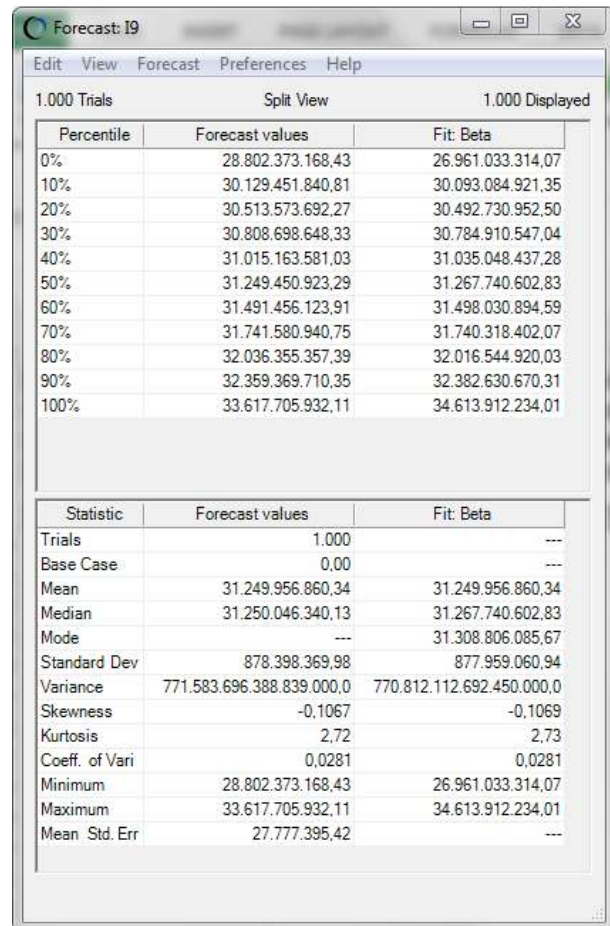 Forecast: I9
Edit View Forecast Preferences Help
1.000 Trials Split View 1.000 Displayed
Percentile Forecast values Fit: Beta
0% 28.802.373.168,43 26.961.033.314,07
10% 30.129.451.840,81 30.093.084.921,35
20% 30.513.573.692,27 30.492.730.952,50
30% 30.808.698.648,33 30.784.910.547,04
40% 31.015.163.581,03 31.035.048.437,28
50% 31.249.450.923,29 31.267.740.602,83
60% 31.491.456.123,91 31.498.030.894,59
70% 31.741.580.940,75 31.740.318.402,07
80% 32.036.355.357,39 32.016.544.920,03
90% 32.359.369.710,35 32.382.630.670,31
100% 33.617.705.932,11 34.613.912.234,01
Statistic Forecast values Fit: Beta
Trials 1.000 ---
Base Case 0,00 ---
Mean 31.249.956.860,34 31.249.956.860,34
Median 31.250.046.340,13 31.267.740.602,83
Mode --- 31.308.806.085,67
Standard Dev 878.398.369,98 877.959.060,94
Variance 771.583.696.388.839.000,0 770.812.112.692.450.000,0
Skewness -0,1067 -0,1069
Kurtosis 2,72 2,73
Coeff. of Vari 0,0281 0,0281
Minimum 28.802.373.168,43 26.961.033.314,07
Maximum 33.617.705.932,11 34.613.912.234,01
Mean Std. Err 27.777.395,42 ---